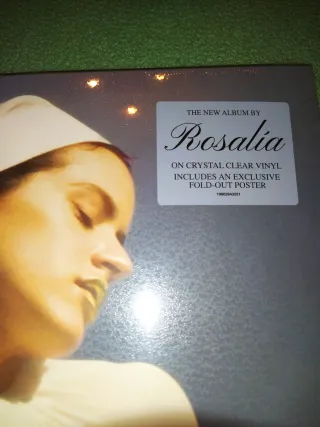 THE NEW ALBUM BY
Rosalía
ON CRYSTAL CLEAR VINYL
INCLUDES AN EXCLUSIVE
FOLD-OUT POSTER